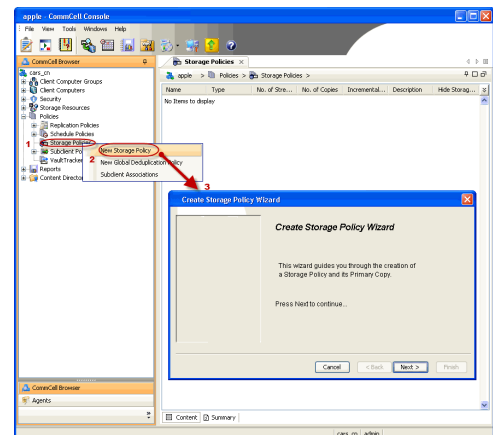 apple - CommCell Console
File View Tools Windows Help
CommCell Browser
cars_cn
Client Computer Groups
Client Computers
Security
Storage Resources
Policies
Replication Policies
Schedule Policies
1 Storage Policies
Subclient Po
VaultTracker
Reports
Content Director
2 New Storage Policy
New Global Deduplication Policy
Subclient Associations
Storage Policies
apple > Policies > Storage Policies >
Name Type No. of Stre... No. of Copies Incremental... Description Hide Storag...
No Items to display
3
Create Storage Policy Wizard
Create Storage Policy Wizard
This wizard guides you through the creation of
a Storage Policy and its Primary Copy.
Press Next to continue...
Cancel < Back Next > Finish
CommCell Browser
Agents
Content Summary
cars_cn admin